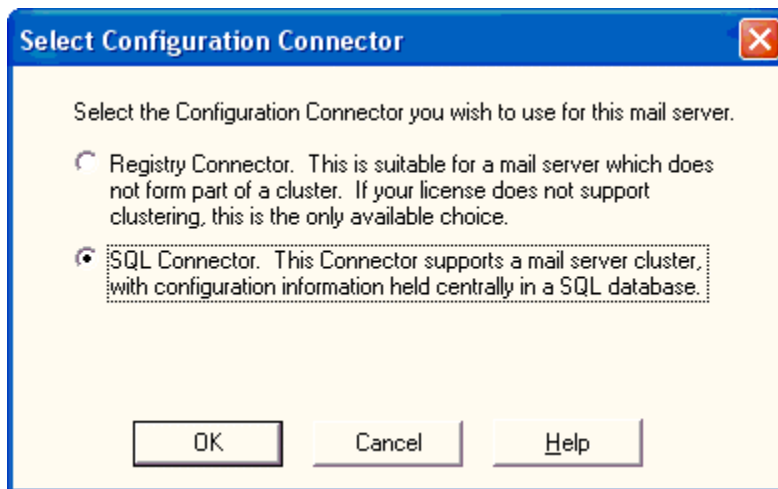 Select Configuration Connector
Select the Configuration Connector you wish to use for this mail server.
Registry Connector.  This is suitable for a mail server which does
not form part of a cluster.  If your license does not support
clustering, this is the only available choice.
SQL Connector.  This Connector supports a mail server cluster,
with configuration information held centrally in a SQL database.
OK
Cancel
Help